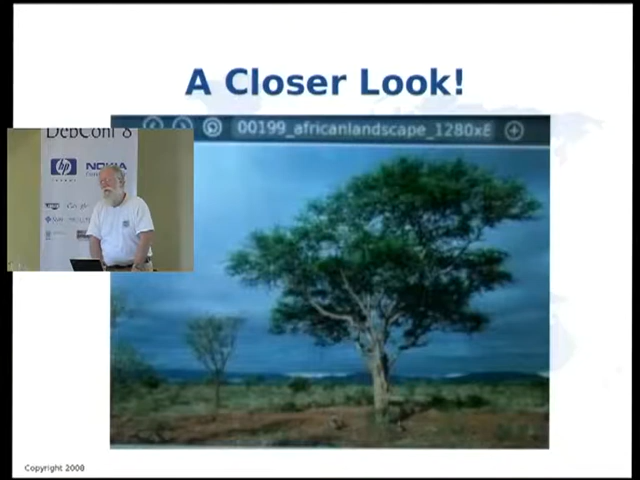 A Closer Look!
00199_africanlandscape_1280x8
DebConf 8
hp
NOKIA
Copyright 2008